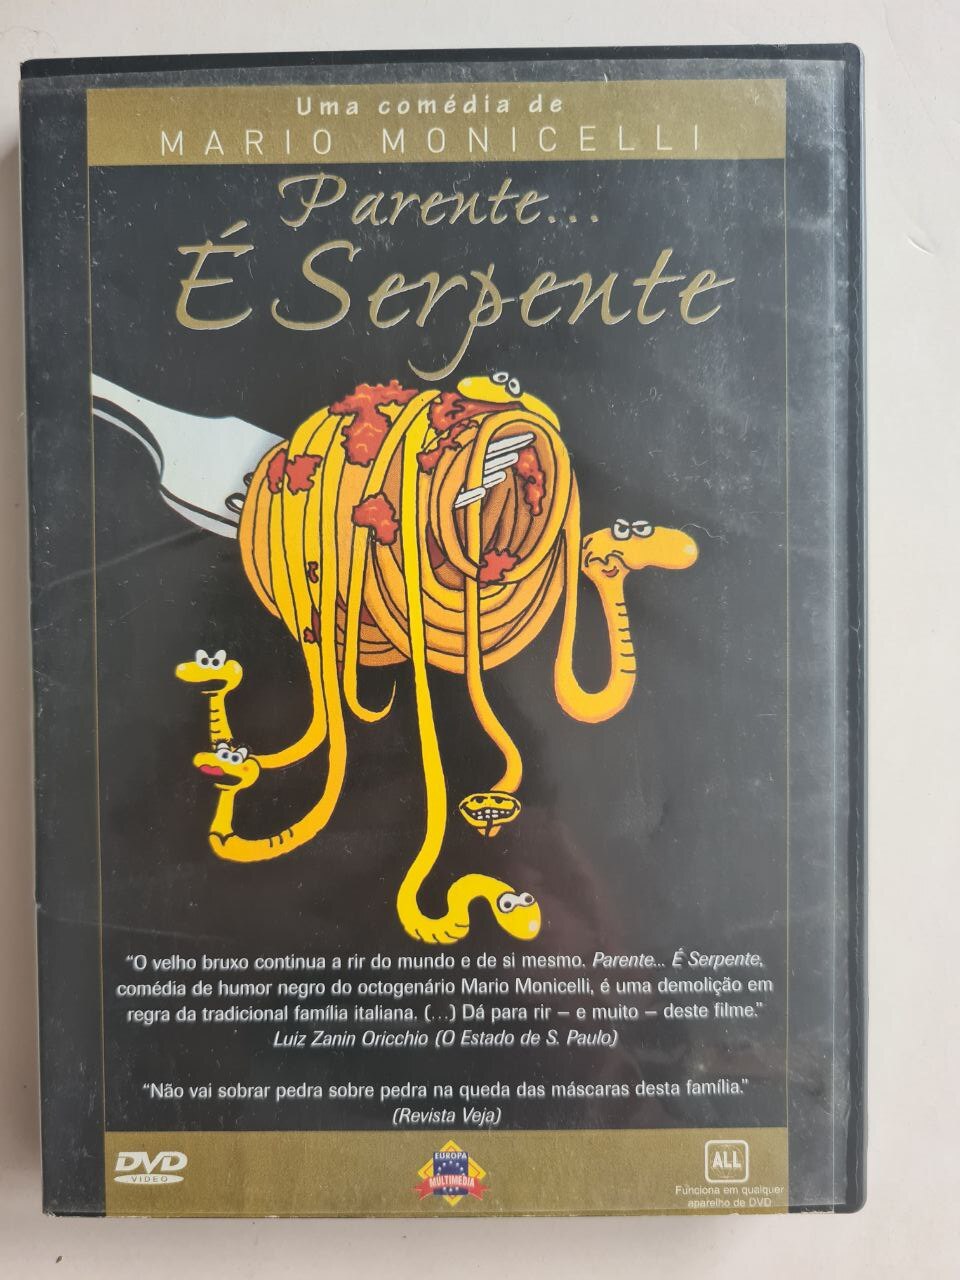 Uma comédia de
MARIO MONICELLI
Parente...
É Serpente
“O velho bruxo continua a rir do mundo e de si mesmo. Parente... É Serpente,
comédia de humor negro do octogenário Mario Monicelli, é uma demolição em
regra da tradicional família italiana. (...) Dá para rir – e muito – deste filme.”
Luiz Zanin Oricchio (O Estado de S. Paulo)
“Não vai sobrar pedra sobre pedra na queda das máscaras desta família.”
(Revista Veja)
DVD
VIDEO
EUROPA
MULTIMEDIA
ALL
Funciona em qualquer
aparelho de DVD